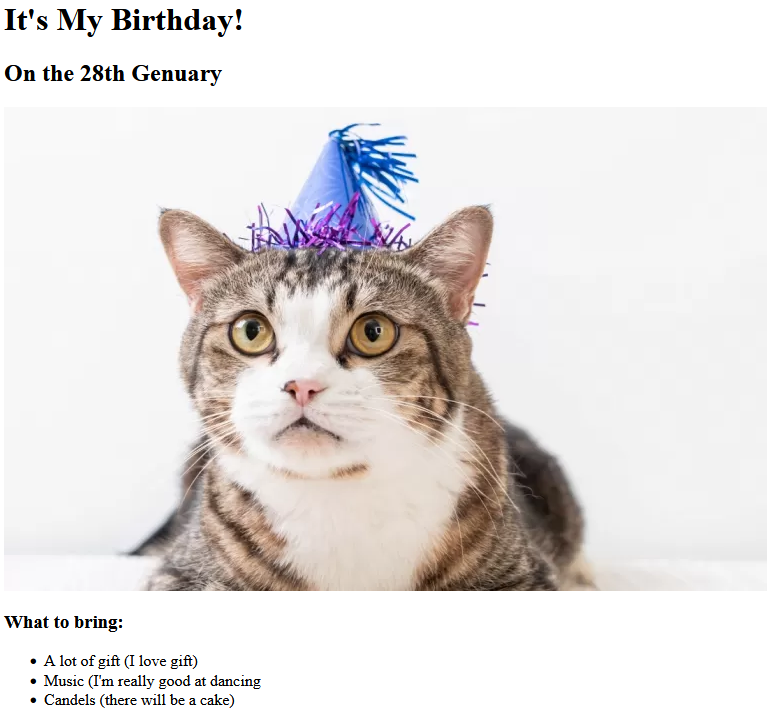 It's My Birthday!
On the 28th Genuary
What to bring:
• A lot of gift (I love gift)
• Music (I'm really good at dancing
• Candels (there will be a cake)